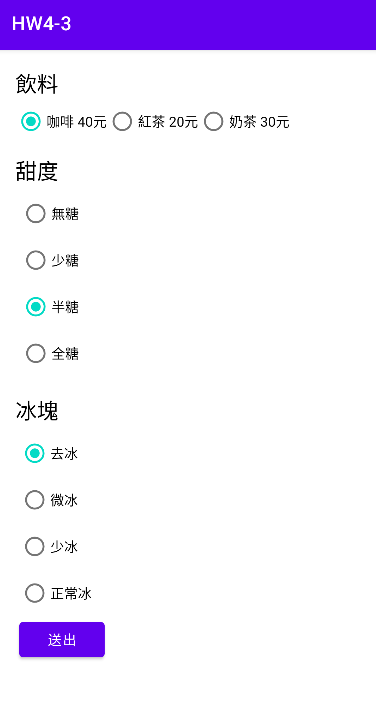 HW4-3
飲料
咖啡 40元 紅茶 20元 奶茶 30元
甜度
無糖
少糖
半糖
全糖
冰塊
去冰
微冰
少冰
正常冰
送出